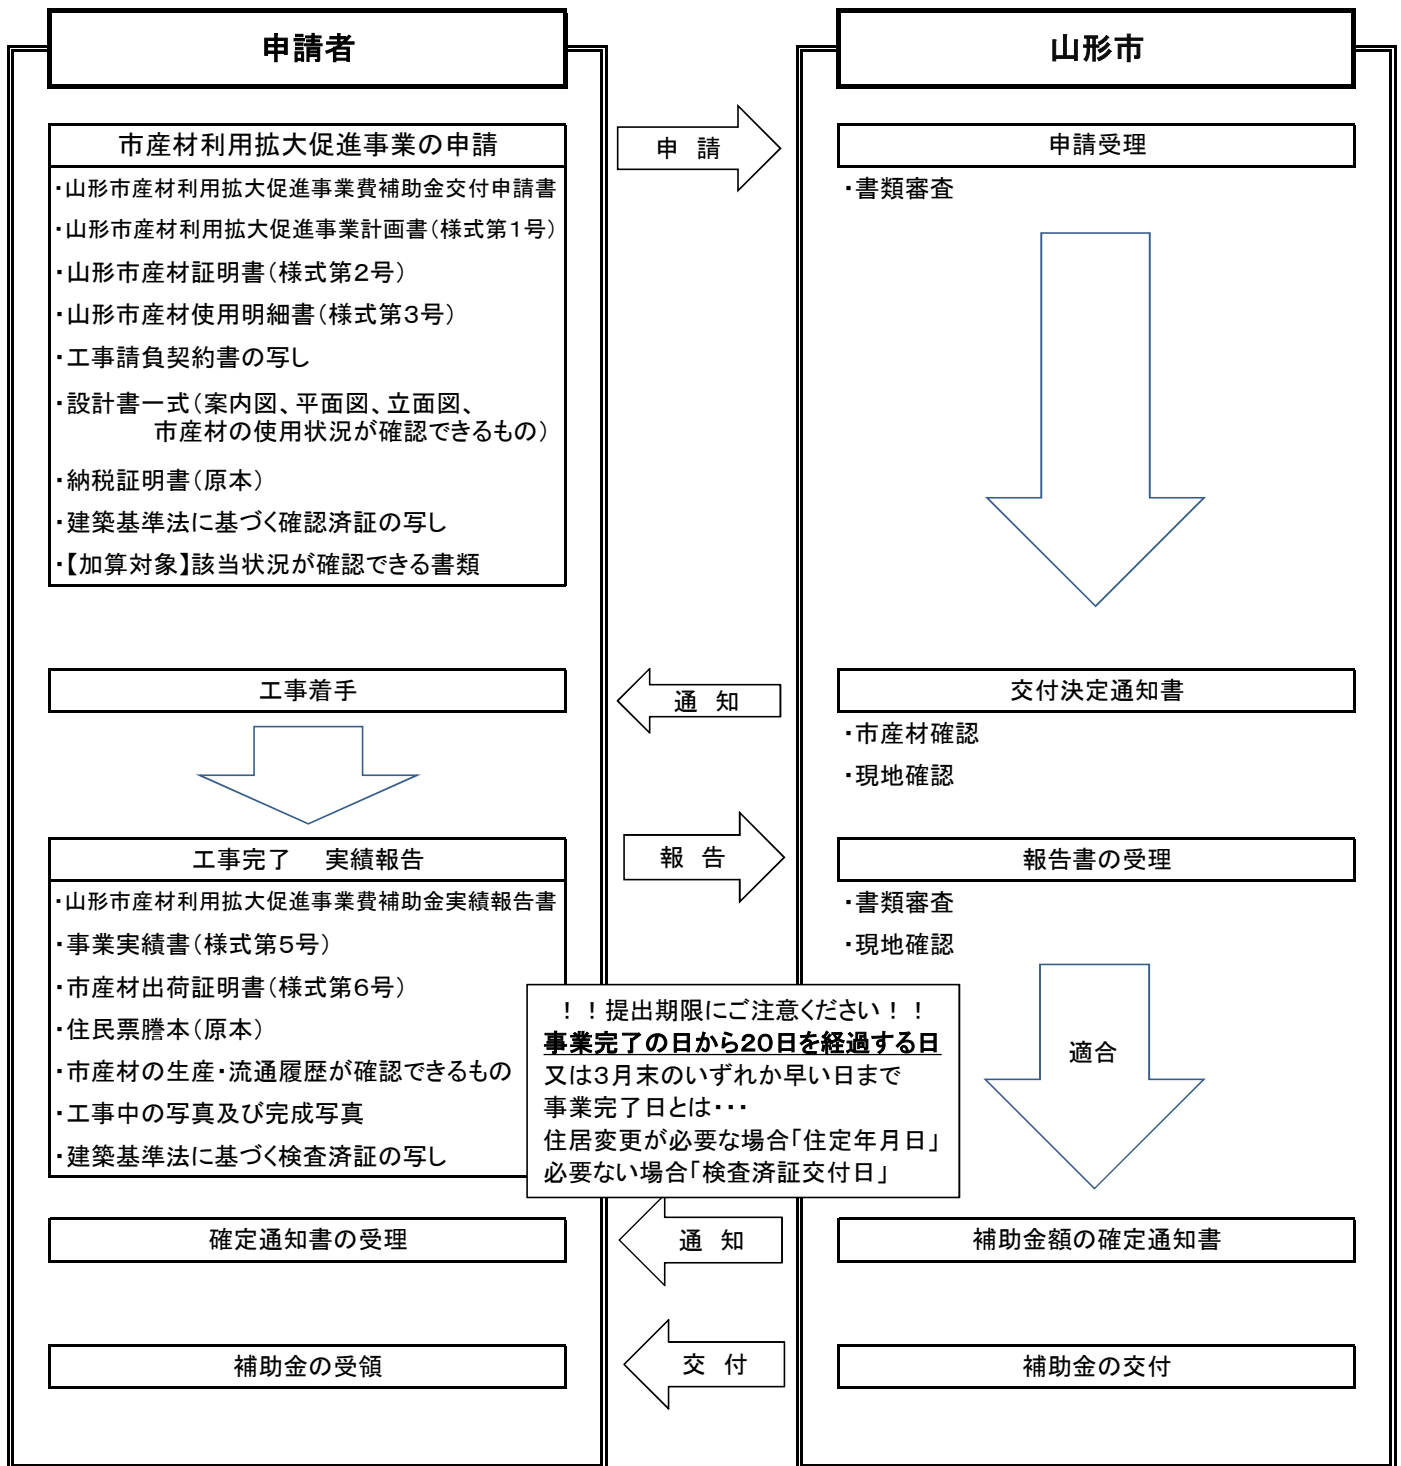 申請者
山形市
市産材利用拡大促進事業の申請
・山形市産材利用拡大促進事業費補助金交付申請書
・山形市産材利用拡大促進事業計画書（様式第1号）
・山形市産材証明書（様式第2号）
・山形市産材使用明細書（様式第3号）
・工事請負契約書の写し
・設計書一式（案内図、平面図、立面図、
市産材の使用状況が確認できるもの）
・納税証明書（原本）
・建築基準法に基づく確認済証の写し
・【加算対象】該当状況が確認できる書類
申 請
申請受理
・書類審査
工事着手
通 知
交付決定通知書
・市産材確認
・現地確認
工事完了　実績報告
・山形市産材利用拡大促進事業費補助金実績報告書
・事業実績書（様式第5号）
・市産材出荷証明書（様式第6号）
・住民票謄本（原本）
・市産材の生産・流通履歴が確認できるもの
・工事中の写真及び完成写真
・建築基準法に基づく検査済証の写し
報 告
報告書の受理
・書類審査
・現地確認
！！提出期限にご注意ください！！
事業完了の日から20日を経過する日
又は3月末のいずれか早い日まで
事業完了日とは・・・
住居変更が必要な場合「住定年月日」
必要ない場合「検査済証交付日」
適合
確定通知書の受理
通 知
補助金額の確定通知書
補助金の受領
交 付
補助金の交付